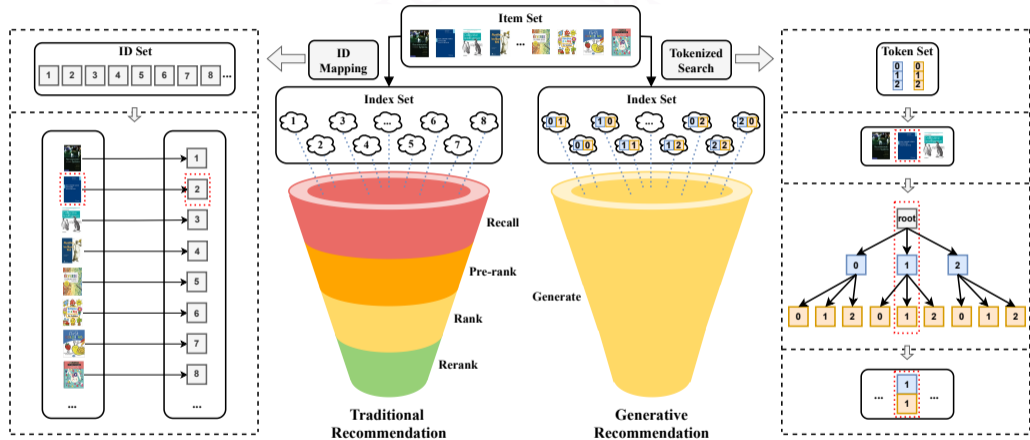 Item Set
...
ID Set
1 2 3 4 5 6 7 8 ...
ID
Mapping
Tokenized
Search
Token Set
0 0
1 1
2 2
Index Set
1 3 ... 6 8
2 4 5 7
Index Set
0 1 1 0 ... 0 2 2 0
0 0 1 1 1 2 2 2
1
2
3
4
5
6
7
8
... ...
Recall
Pre-rank
Rank
Rerank
Traditional
Recommendation
Generate
Generative
Recommendation
root
0 1 2
0 1 2 0 1 2 0 1 2
... 1 ...
1